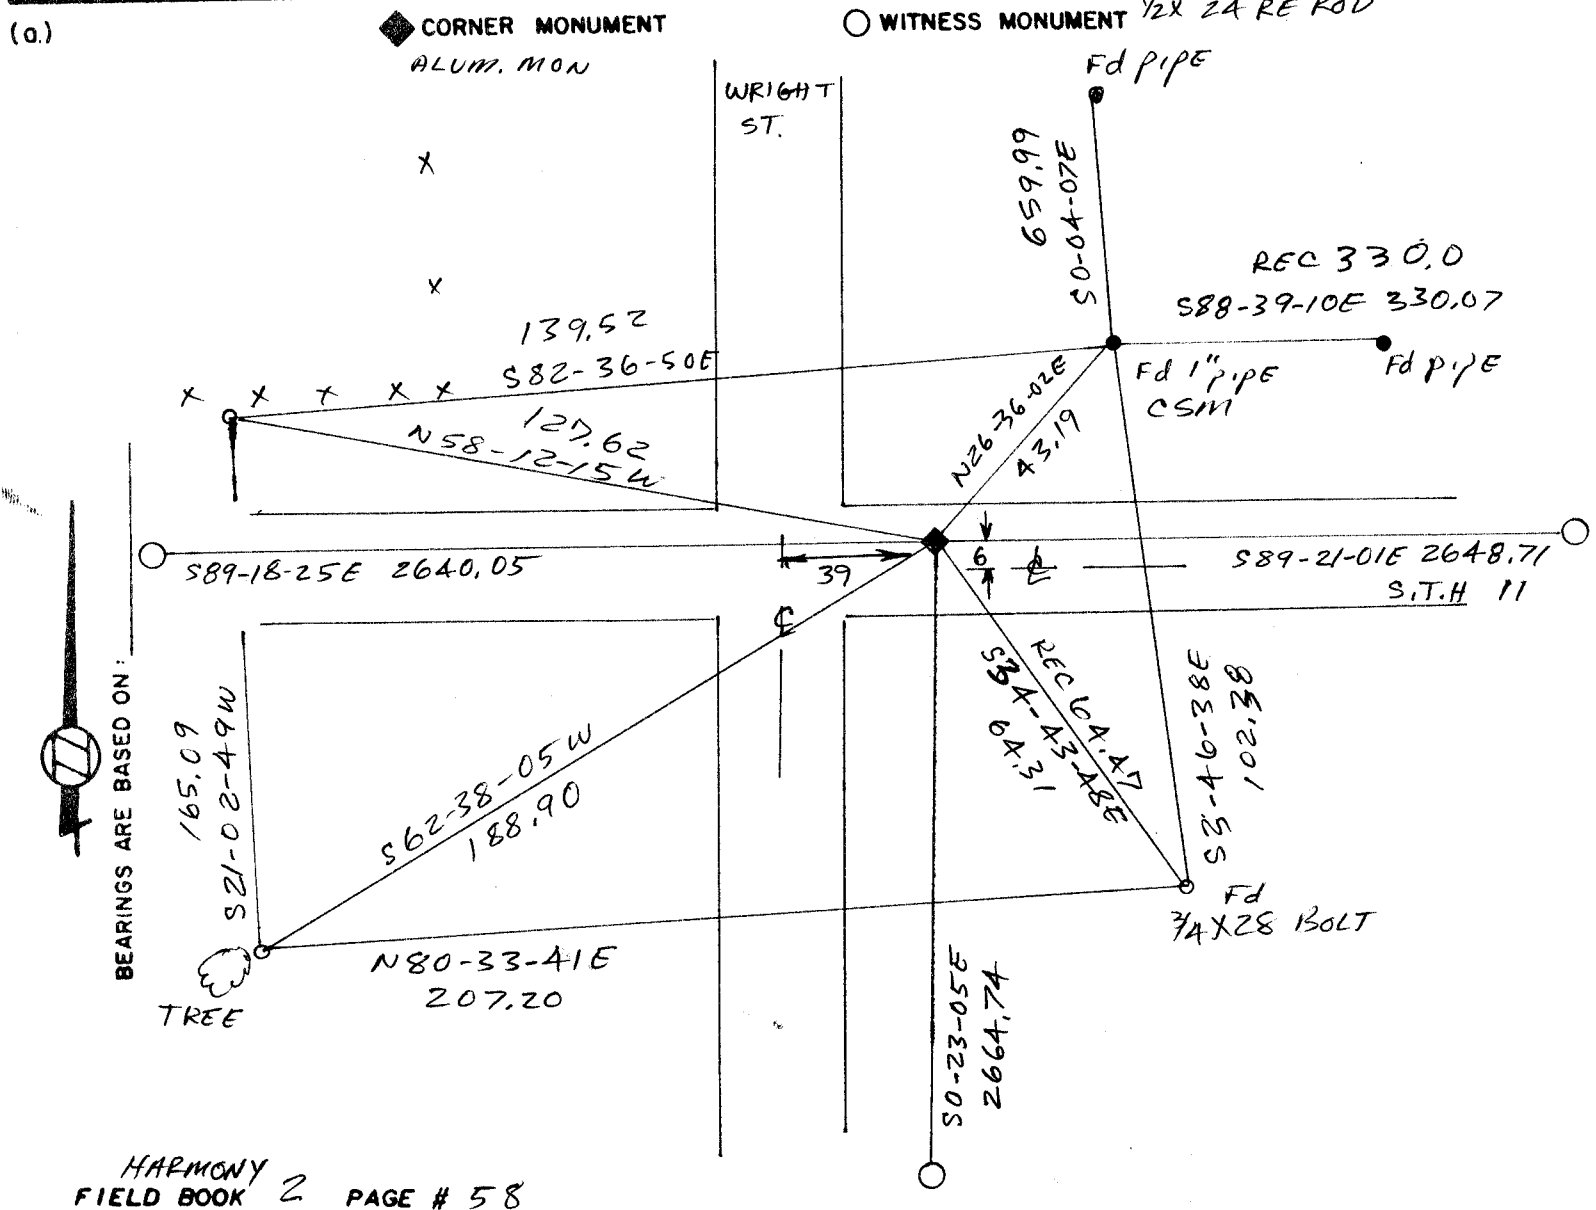 (a.)
CORNER MONUMENT
ALUM. MON
WITNESS MONUMENT 1/2 X 24 RE ROD
Fd PIPE
WRIGHT
ST.
659.99
S0-04-07E
REC 330.0
S88-39-10E 330.07
139.52
S82-36-50E
Fd 1" PIPE
CSM
Fd PIPE
N26-36-02E
43.19
127.62
N58-12-15W
S89-18-25E 2640.05
39
6
S89-21-01E 2648.71
S.T.H 11
BEARINGS ARE BASED ON:
165.09
S21-02-49W
S62-38-05W
188.90
REC 64.47
S34-43-48E
64.31
S3-46-38E
102.38
Fd
3/4 X 28 BOLT
N80-33-41E
207.20
TREE
S0-23-05E
2664.74
HARMONY
FIELD BOOK 2 PAGE # 58